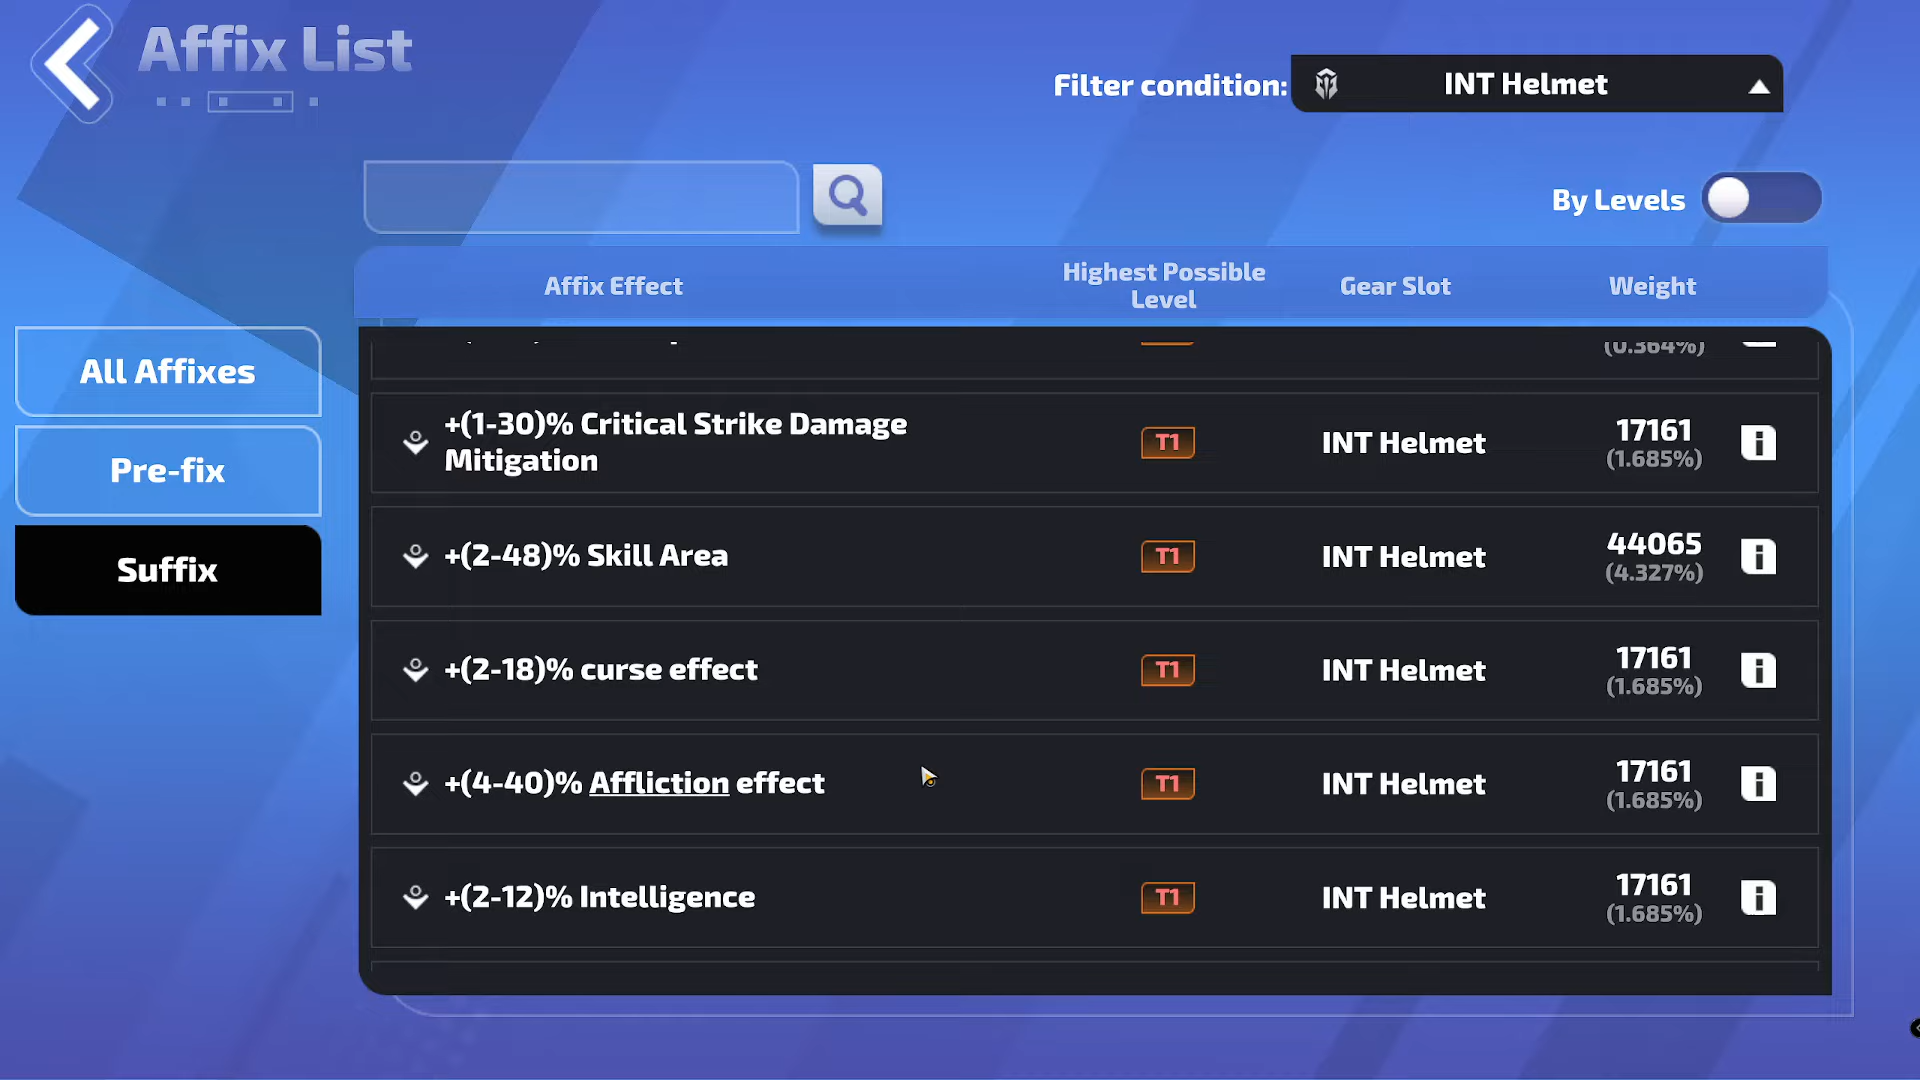 Affix List
Filter condition: INT Helmet
By Levels
Affix Effect
Highest Possible
Level
Gear Slot
Weight
All Affixes
Pre-fix
Suffix
(0.364%)
+(1-30)% Critical Strike Damage
Mitigation
T1
INT Helmet
17161
(1.685%)
+(2-48)% Skill Area
T1
INT Helmet
44065
(4.327%)
+(2-18)% curse effect
T1
INT Helmet
17161
(1.685%)
+(4-40)% Affliction effect
T1
INT Helmet
17161
(1.685%)
+(2-12)% Intelligence
T1
INT Helmet
17161
(1.685%)